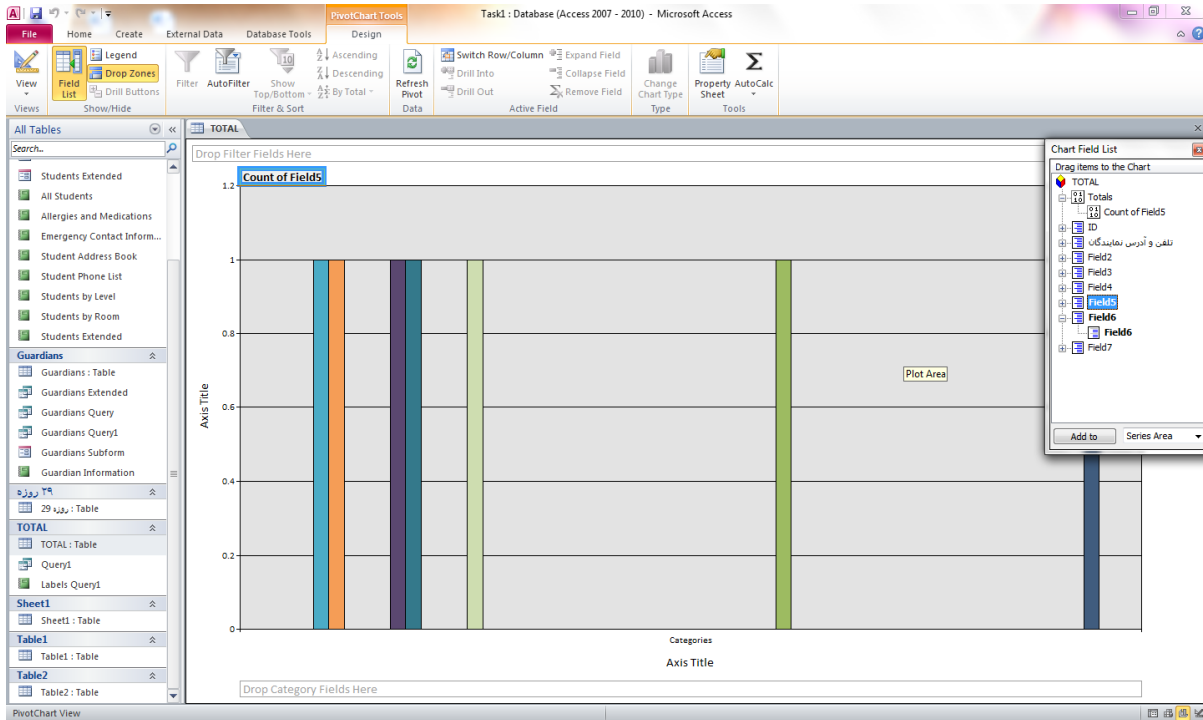 PivotChart Tools
Task1 : Database (Access 2007 - 2010) - Microsoft Access
File Home Create External Data Database Tools Design
View
Views
Field List
Legend
Drop Zones
Drill Buttons
Show/Hide
Filter
AutoFilter
Show Top/Bottom
Ascending
Descending
By Total
Filter & Sort
Refresh Pivot
Data
Switch Row/Column
Drill Into
Drill Out
Expand Field
Collapse Field
Remove Field
Active Field
Change Chart Type
Type
Property Sheet
AutoCalc
Tools
All Tables
Search...
Students Extended
All Students
Allergies and Medications
Emergency Contact Inform...
Student Address Book
Student Phone List
Students by Level
Students by Room
Students Extended
Guardians
Guardians : Table
Guardians Extended
Guardians Query
Guardians Query1
Guardians Subform
Guardian Information
۲۹ روزه
29 روزه : Table
TOTAL
TOTAL : Table
Query1
Labels Query1
Sheet1
Sheet1 : Table
Table1
Table1 : Table
Table2
Table2 : Table
TOTAL
Drop Filter Fields Here
Count of Field5
1.2
1
0.8
0.6
0.4
0.2
0
Axis Title
Plot Area
Categories
Axis Title
Drop Category Fields Here
Chart Field List
Drag items to the Chart
TOTAL
Totals
Count of Field5
ID
تلفن و آدرس نمایندگان
Field2
Field3
Field4
Field5
Field6
Field6
Field7
Add to
Series Area
PivotChart View